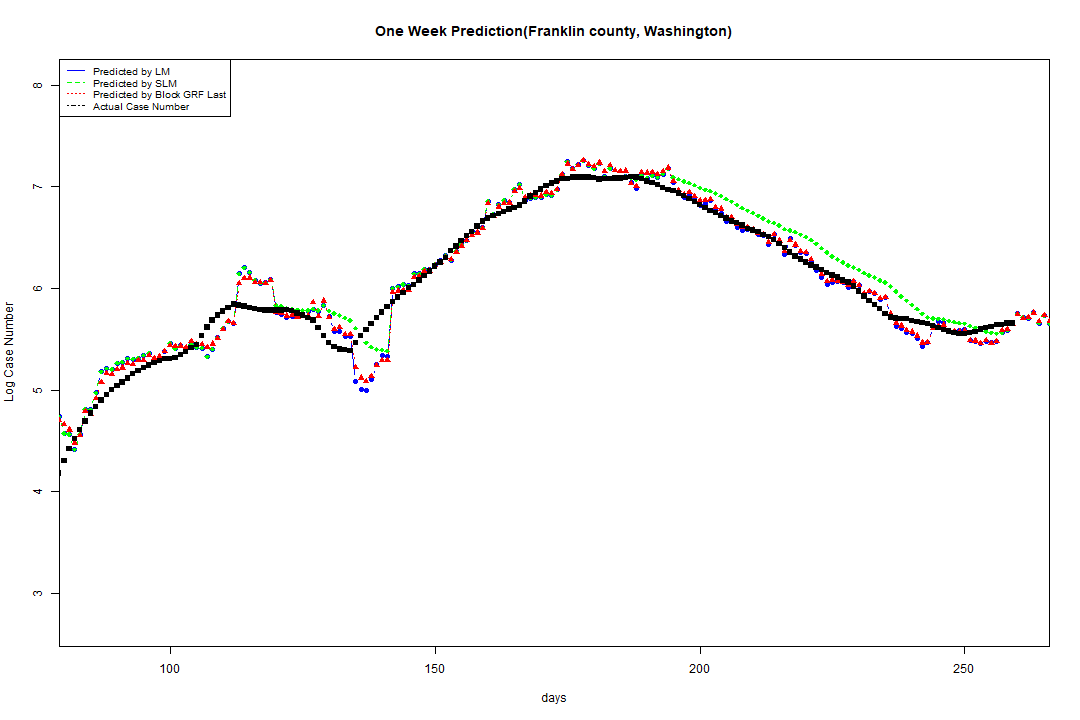 One Week Prediction(Franklin county, Washington)
Predicted by LM
Predicted by SLM
Predicted by Block GRF Last
Actual Case Number
8
7
6
5
4
3
Log Case Number
100 150 200 250
days